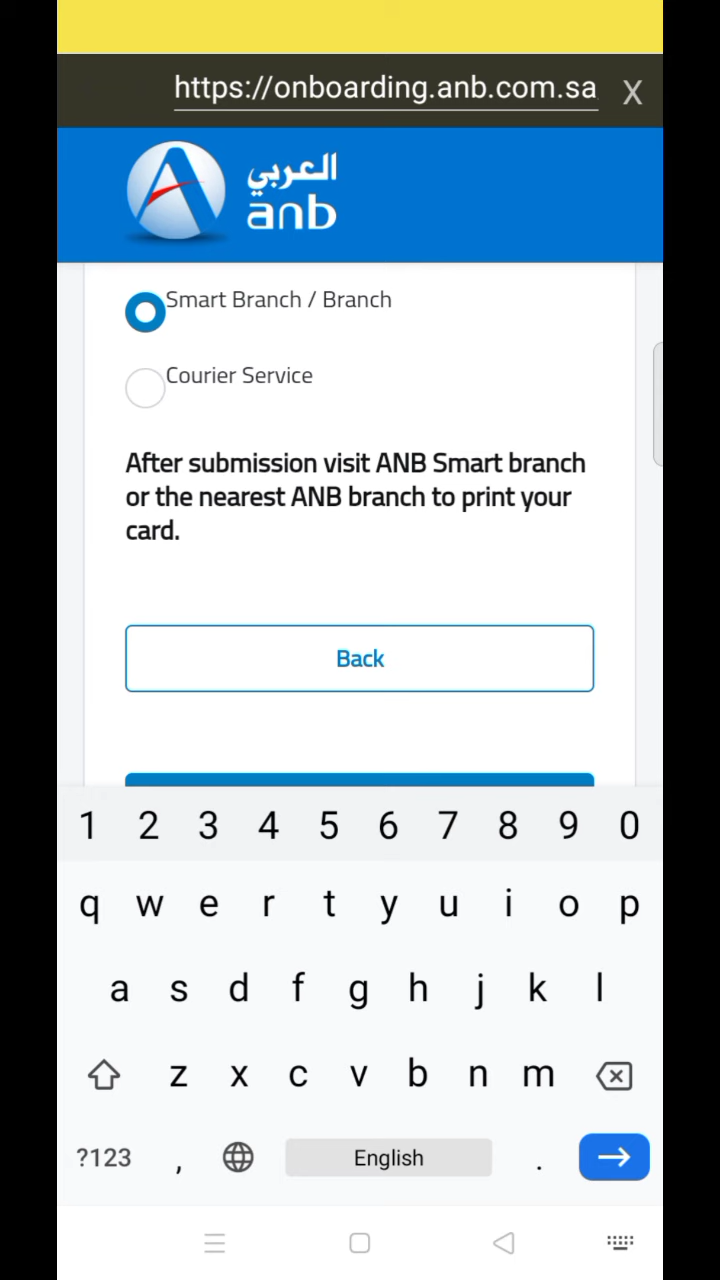 https://onboarding.anb.com.sa
X
العربي
anb
Smart Branch / Branch
Courier Service
After submission visit ANB Smart branch
or the nearest ANB branch to print your
card.
Back
1 2 3 4 5 6 7 8 9 0
q w e r t y u i o p
a s d f g h j k l
z x c v b n m
?123 , English .